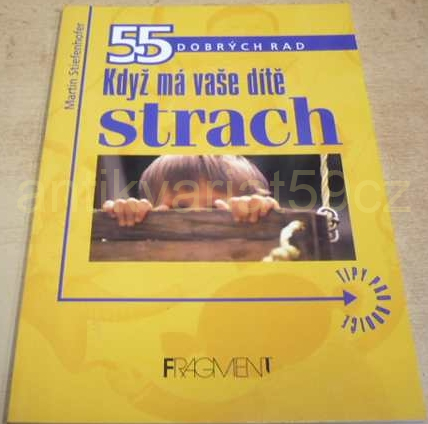 Martin Stiefenhofer
55 DOBRÝCH RAD
Když má vaše dítě
strach
antikvariat59.cz
TIPY PRO RODIČE
FRAGMENT